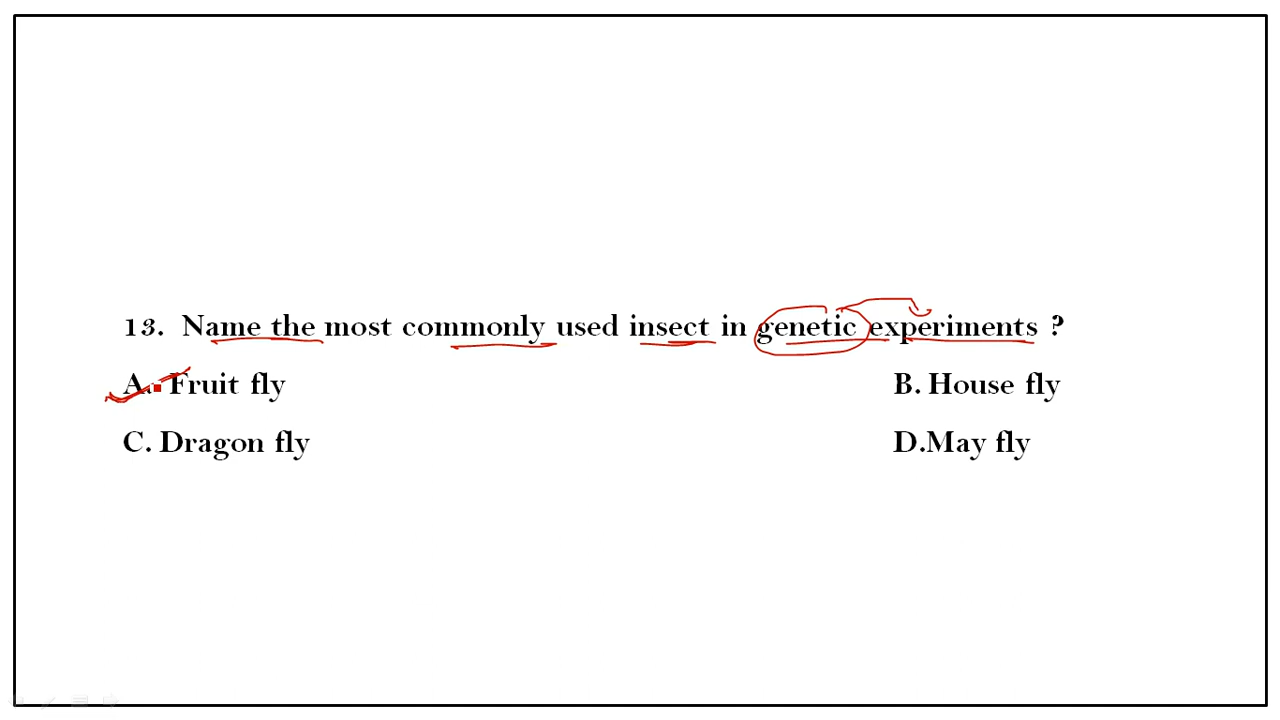 13. Name the most commonly used insect in genetic experiments ?
A. Fruit fly B. House fly
C. Dragon fly D.May fly